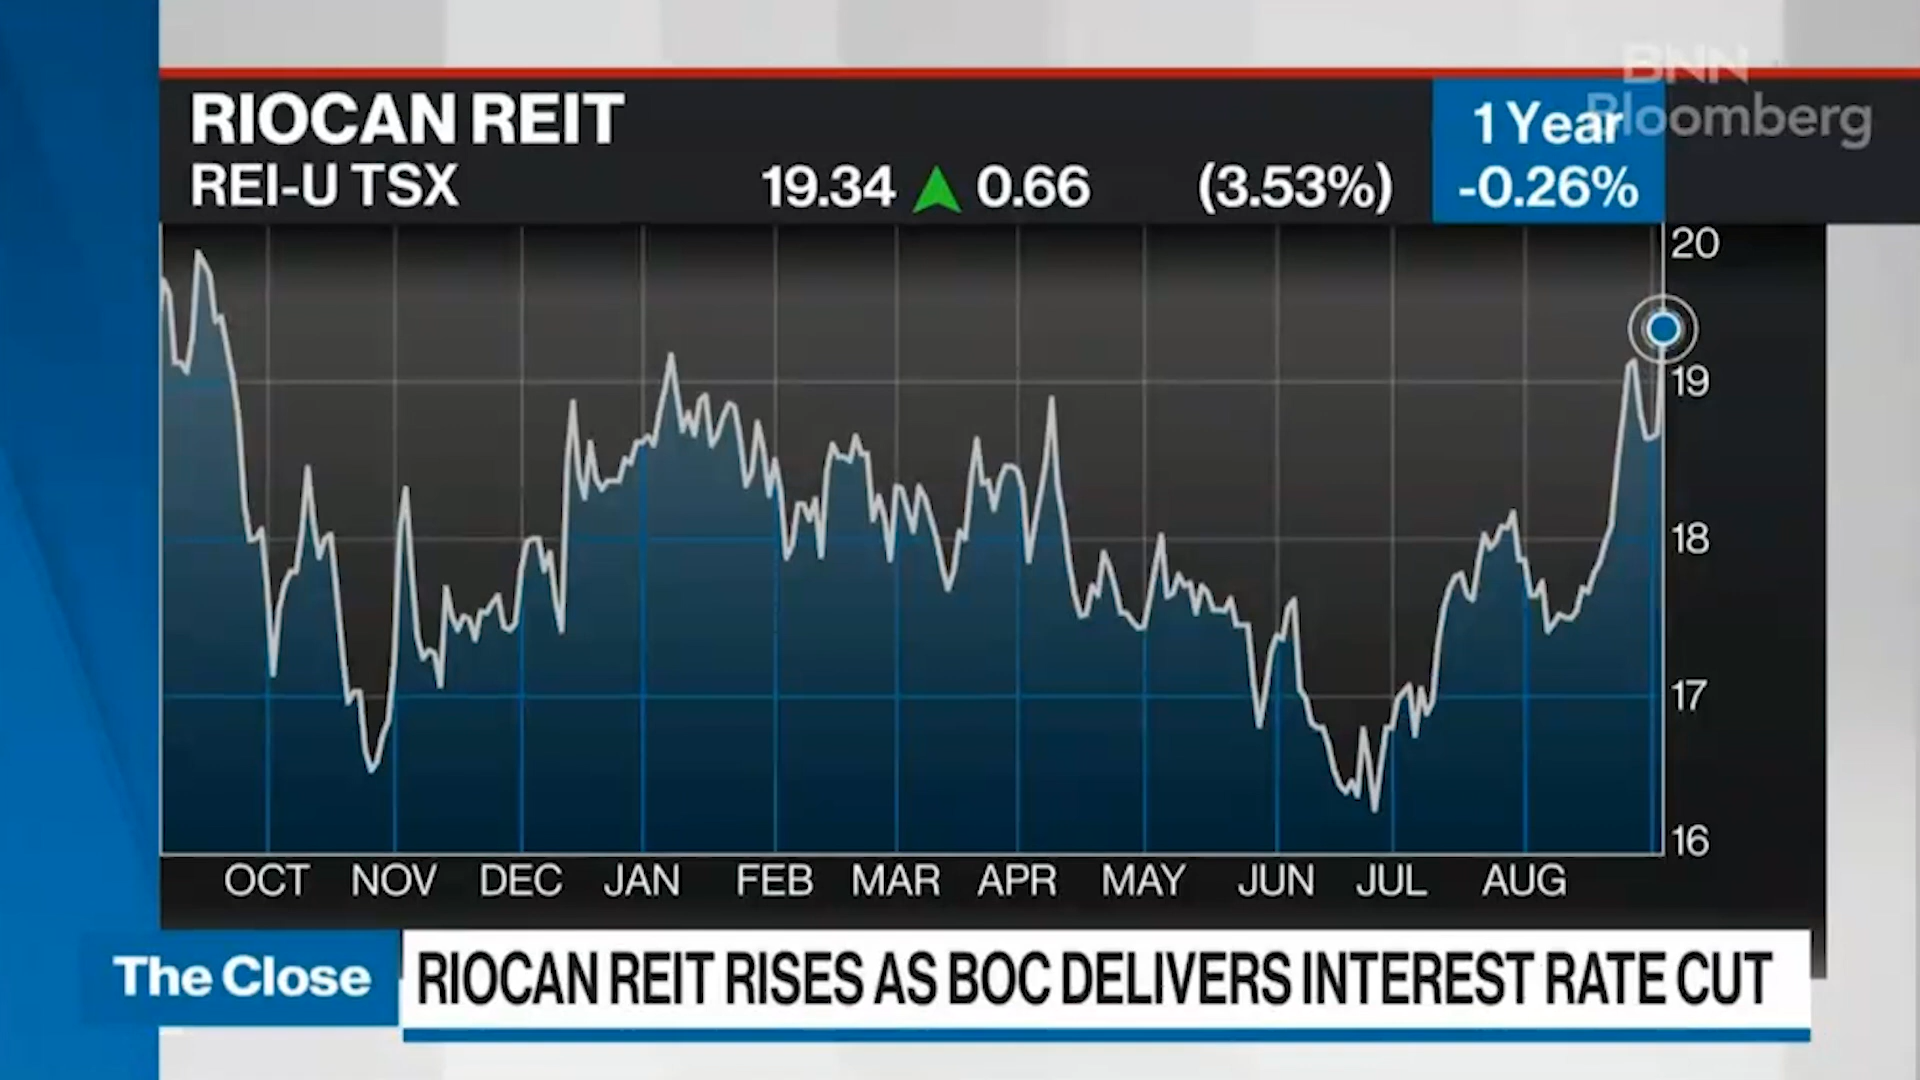 BNN
Bloomberg
RIOCAN REIT
REI-U TSX
19.34 ▲ 0.66 (3.53%)
1 Year
-0.26%
20
19
18
17
16
OCT NOV DEC JAN FEB MAR APR MAY JUN JUL AUG
The Close
RIOCAN REIT RISES AS BOC DELIVERS INTEREST RATE CUT